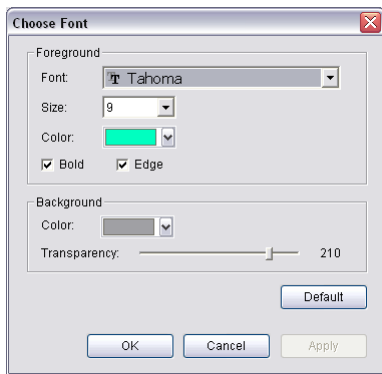 Choose Font
Foreground
Font: Tahoma
Size: 9
Color:
Bold Edge
Background
Color:
Transparency: 210
Default
OK Cancel Apply